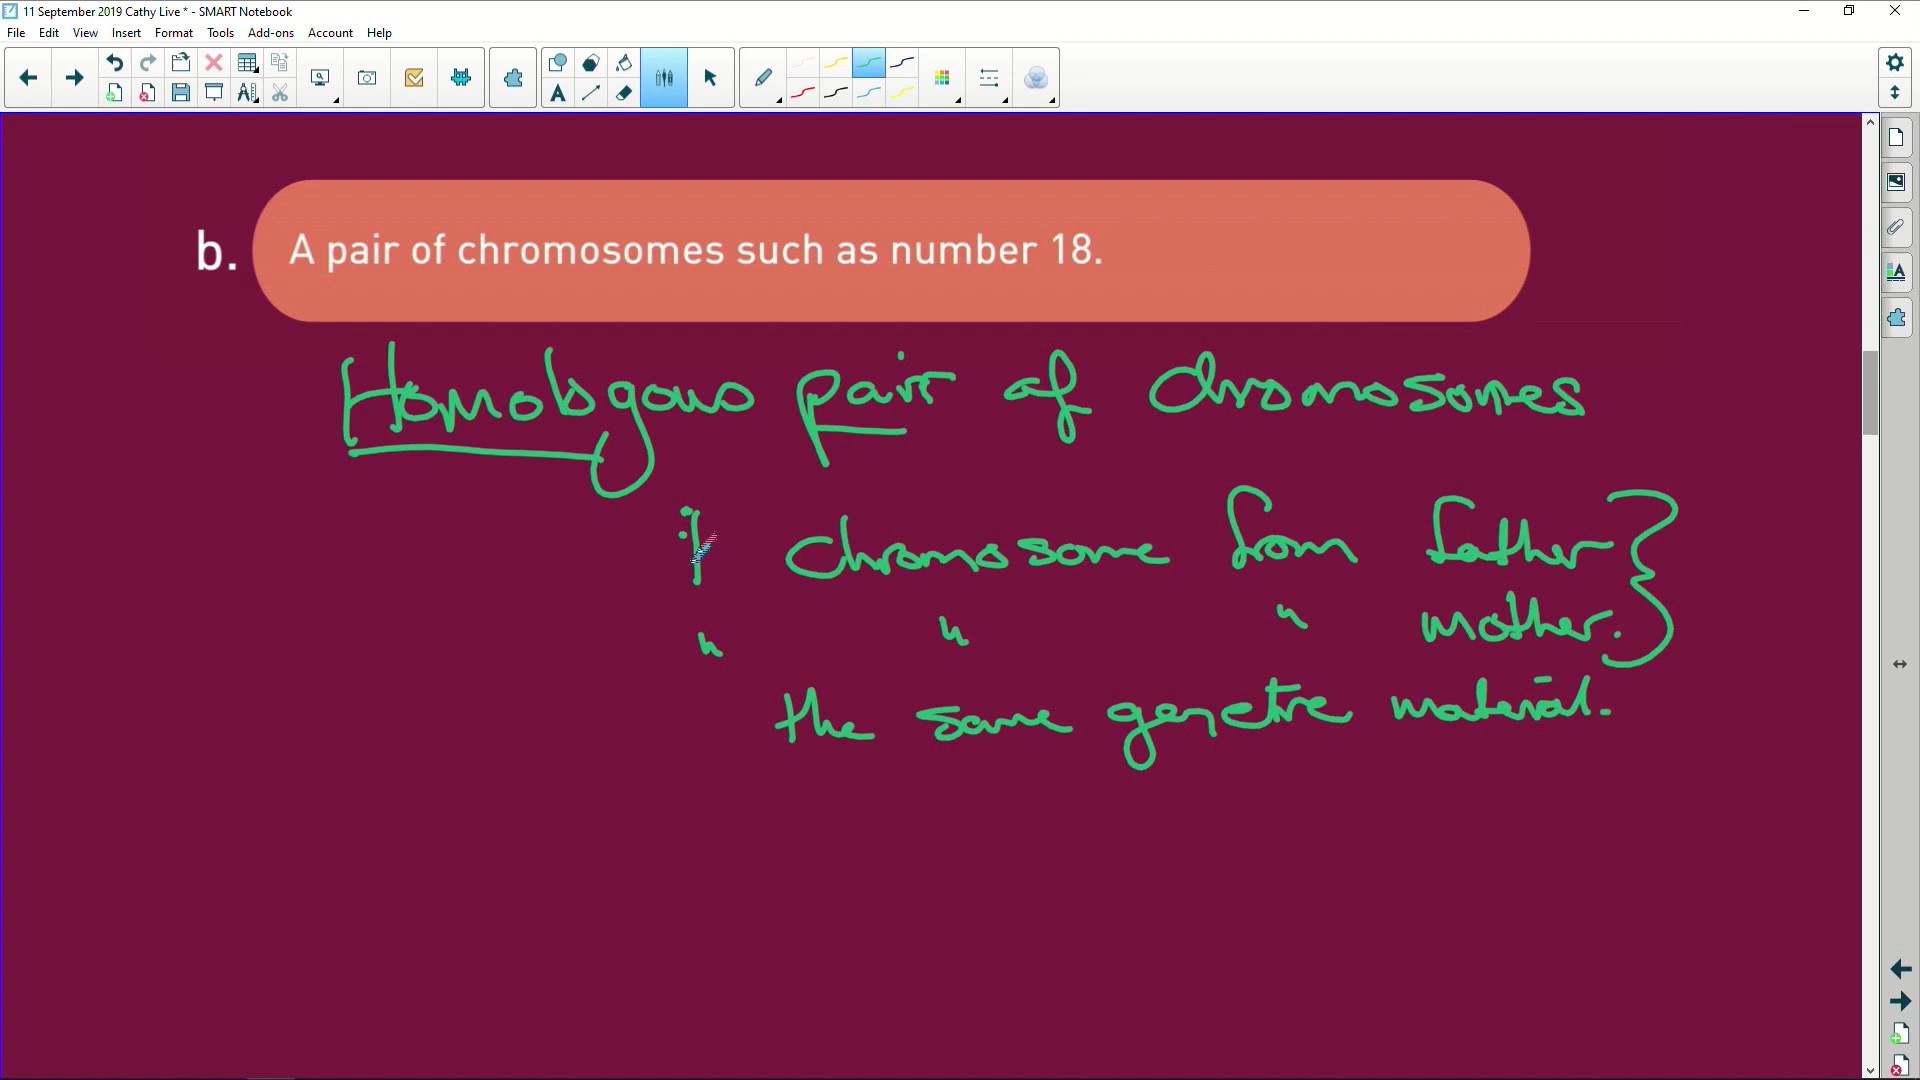 11 September 2019 Cathy Live * - SMART Notebook
File Edit View Insert Format Tools Add-ons Account Help
b. A pair of chromosomes such as number 18.
Homologous pair of chromosomes
: 1 chromosome from father }
" " " mother.
the same genetic material.